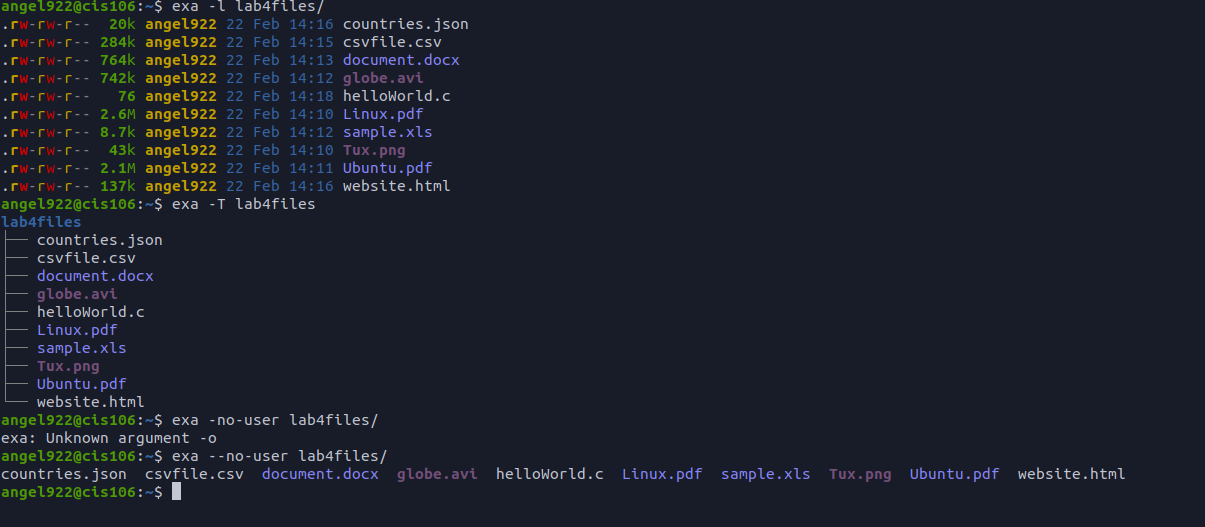 angel922@cis106:~$ exa -l lab4files/
.rw-rw-r-- 20k angel922 22 Feb 14:16 countries.json
.rw-rw-r-- 284k angel922 22 Feb 14:15 csvfile.csv
.rw-rw-r-- 764k angel922 22 Feb 14:13 document.docx
.rw-rw-r-- 742k angel922 22 Feb 14:12 globe.avi
.rw-rw-r-- 76 angel922 22 Feb 14:18 helloWorld.c
.rw-rw-r-- 2.6M angel922 22 Feb 14:10 Linux.pdf
.rw-rw-r-- 8.7k angel922 22 Feb 14:12 sample.xls
.rw-rw-r-- 43k angel922 22 Feb 14:10 Tux.png
.rw-rw-r-- 2.1M angel922 22 Feb 14:11 Ubuntu.pdf
.rw-rw-r-- 137k angel922 22 Feb 14:16 website.html
angel922@cis106:~$ exa -T lab4files
lab4files
├── countries.json
├── csvfile.csv
├── document.docx
├── globe.avi
├── helloWorld.c
├── Linux.pdf
├── sample.xls
├── Tux.png
├── Ubuntu.pdf
└── website.html
angel922@cis106:~$ exa -no-user lab4files/
exa: Unknown argument -o
angel922@cis106:~$ exa --no-user lab4files/
countries.json csvfile.csv document.docx globe.avi helloWorld.c Linux.pdf sample.xls Tux.png Ubuntu.pdf website.html
angel922@cis106:~$